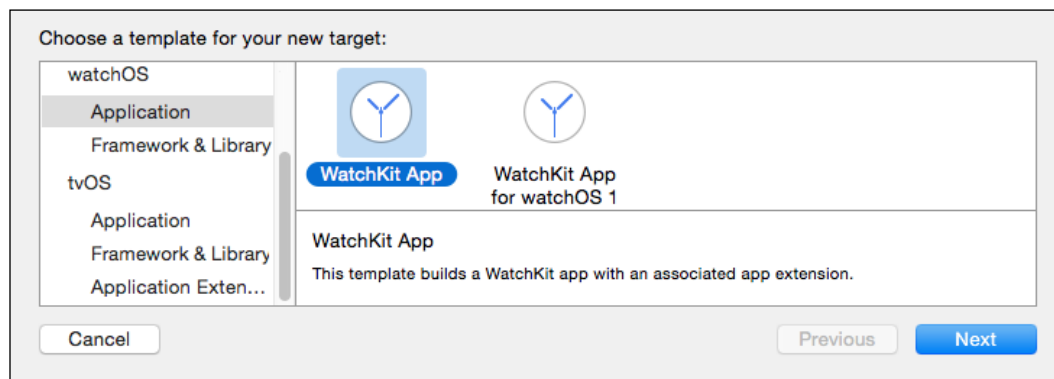 Choose a template for your new target:
watchOS
Application
Framework & Library
tvOS
Application
Framework & Library
Application Exten...
WatchKit App
WatchKit App
for watchOS 1
WatchKit App
This template builds a WatchKit app with an associated app extension.
Cancel
Previous
Next